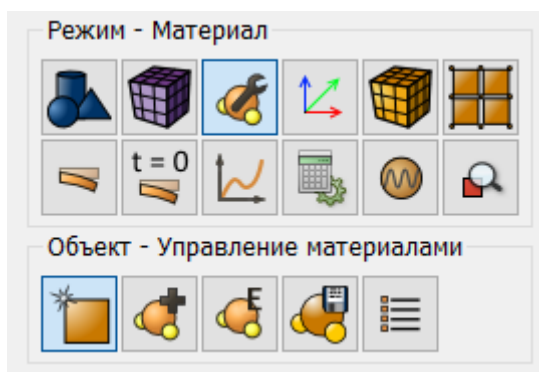 Режим - Материал
t = 0
Объект - Управление материалами
E